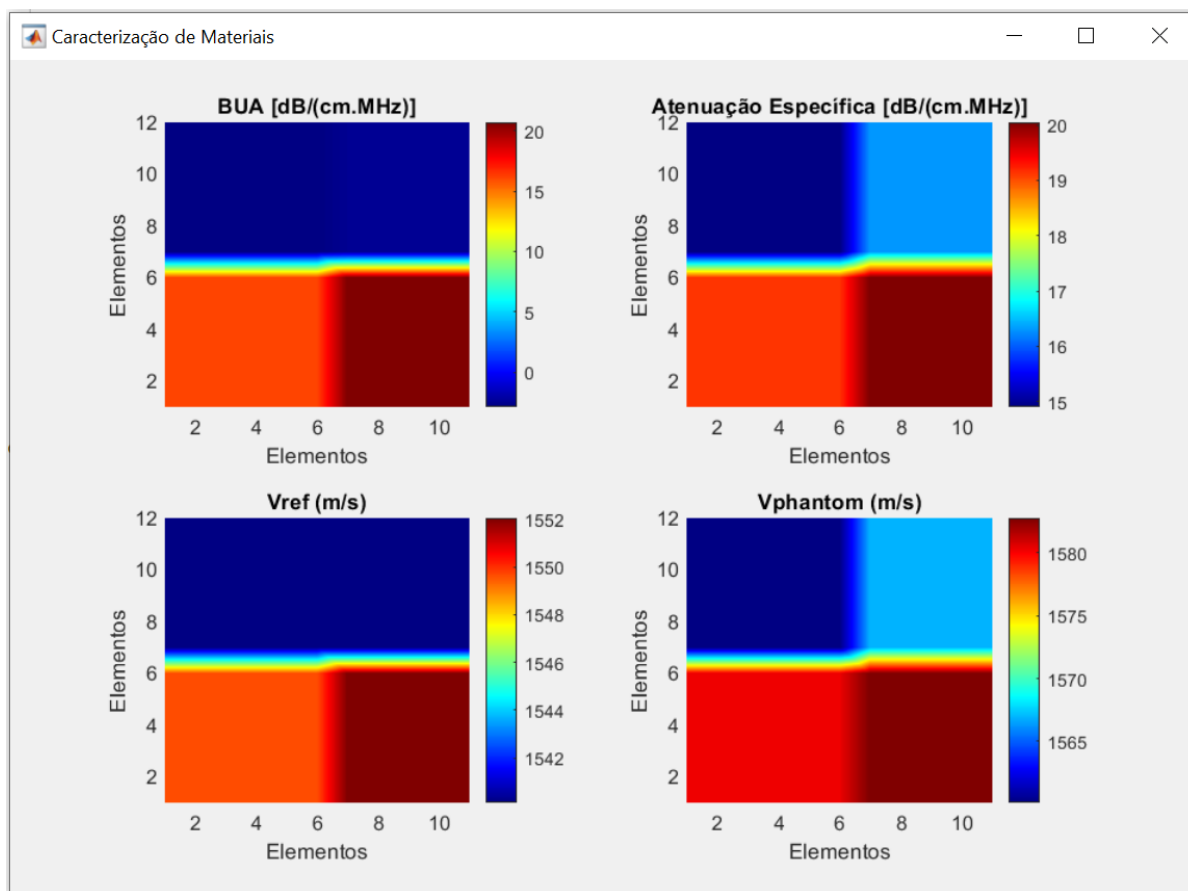 Caracterização de Materiais
BUA [dB/(cm.MHz)]
12
10
8
6
4
2
Elementos
2 4 6 8 10
Elementos
20
15
10
5
0
Atenuação Específica [dB/(cm.MHz)]
12
10
8
6
4
2
Elementos
2 4 6 8 10
Elementos
20
19
18
17
16
15
Vref (m/s)
12
10
8
6
4
2
Elementos
2 4 6 8 10
Elementos
1552
1550
1548
1546
1544
1542
Vphantom (m/s)
12
10
8
6
4
2
Elementos
2 4 6 8 10
Elementos
1580
1575
1570
1565